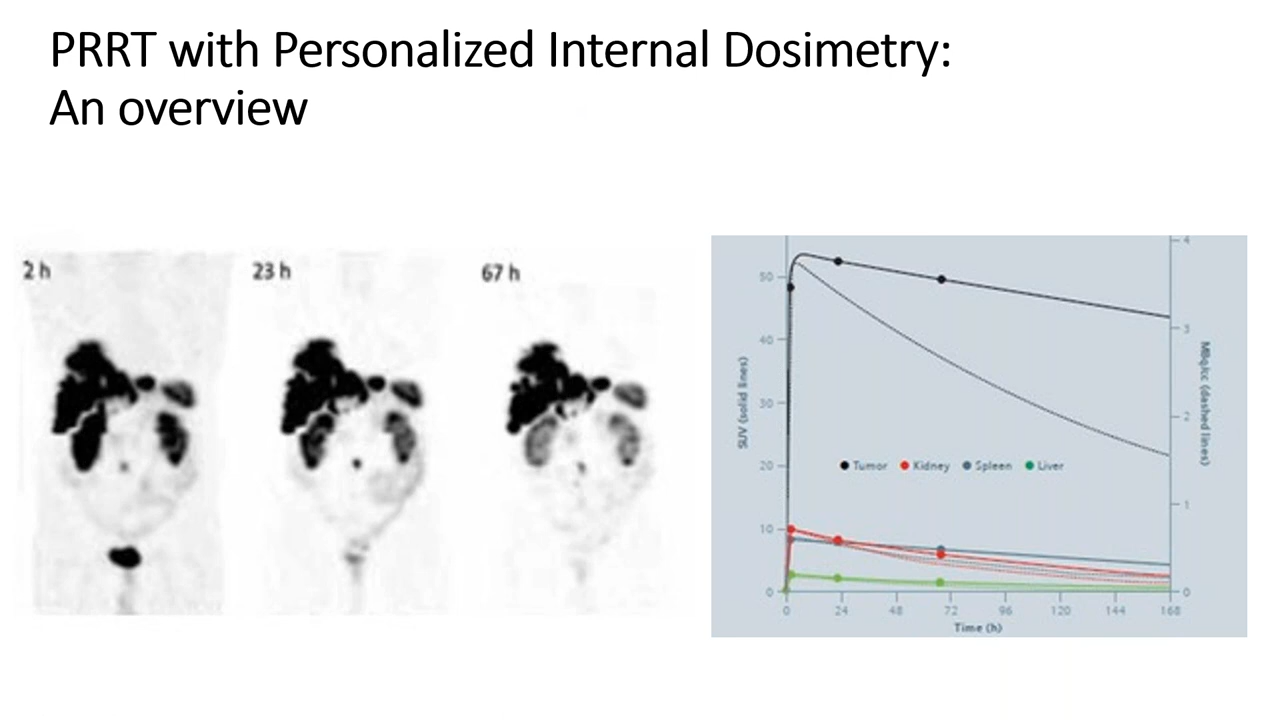 PRRT with Personalized Internal Dosimetry:
An overview
2 h
23 h
67 h
SUV (solid lines)
50
40
30
20
10
0
Tumor Kidney Spleen Liver
4
3
2
1
0
MBq/cc (dashed lines)
0 24 48 72 96 120 144 168
Time (h)